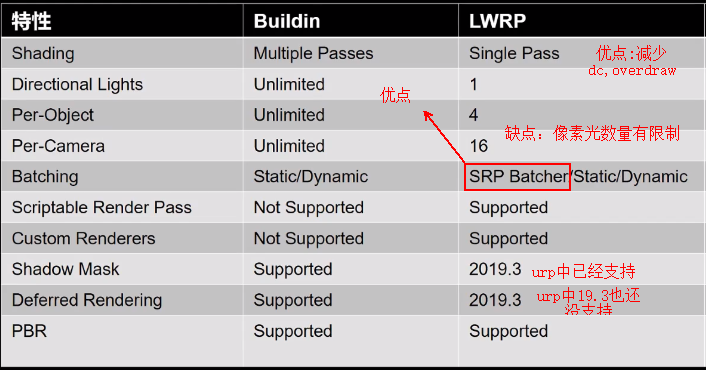 特性 Buildin LWRP
Shading Multiple Passes Single Pass 优点:减少
dc,overdraw
Directional Lights Unlimited 1
优点
Per-Object Unlimited 4
缺点: 像素光数量有限制
Per-Camera Unlimited 16
Batching Static/Dynamic SRP Batcher/Static/Dynamic
Scriptable Render Pass Not Supported Supported
Custom Renderers Not Supported Supported
Shadow Mask Supported 2019.3 urp中已经支持
Deferred Rendering Supported 2019.3 urp中19.3也还
没支持
PBR Supported Supported